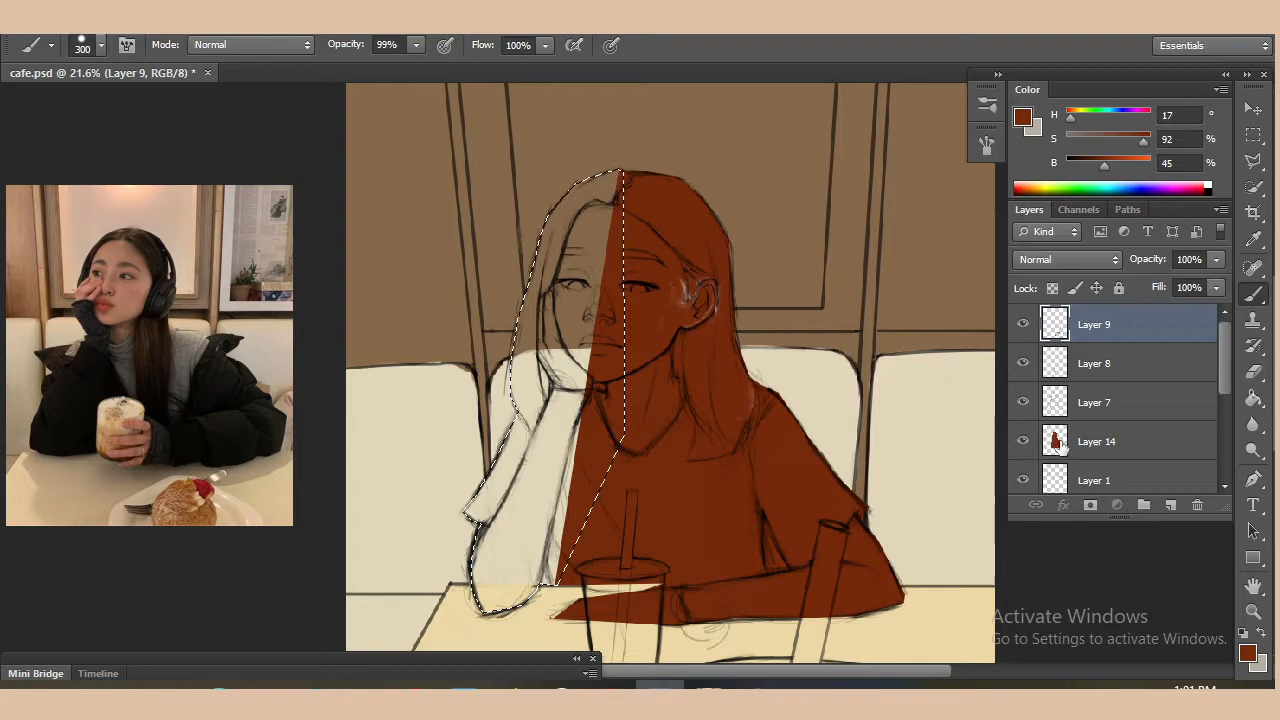 300 Mode: Normal Opacity: 99% Flow: 100% Essentials
cafe.psd @ 21.6% (Layer 9, RGB/8) * ×
Color
H 17 °
S 92 %
B 45 %
Layers Channels Paths
Kind
Normal Opacity: 100%
Lock: Fill: 100%
Layer 9
Layer 8
Layer 7
Layer 14
Layer 1
fx
Activate Windows
Go to Settings to activate Windows.
Mini Bridge Timeline